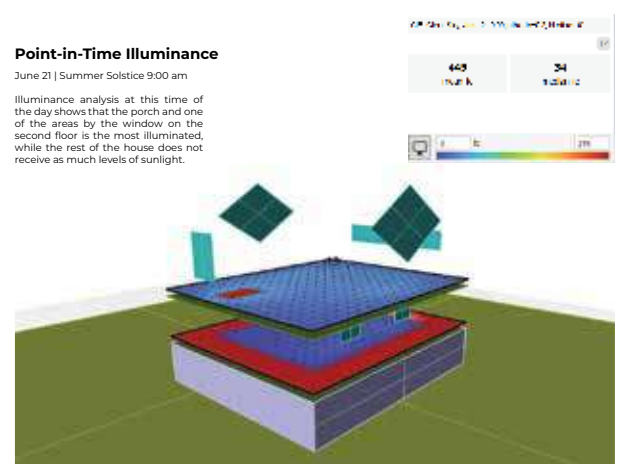 Point-in-Time Illuminance
June 21 | Summer Solstice 9:00 am
Illuminance analysis at this time of
the day shows that the porch and one
of the areas by the window on the
second floor is the most illuminated,
while the rest of the house does not
receive as much levels of sunlight.